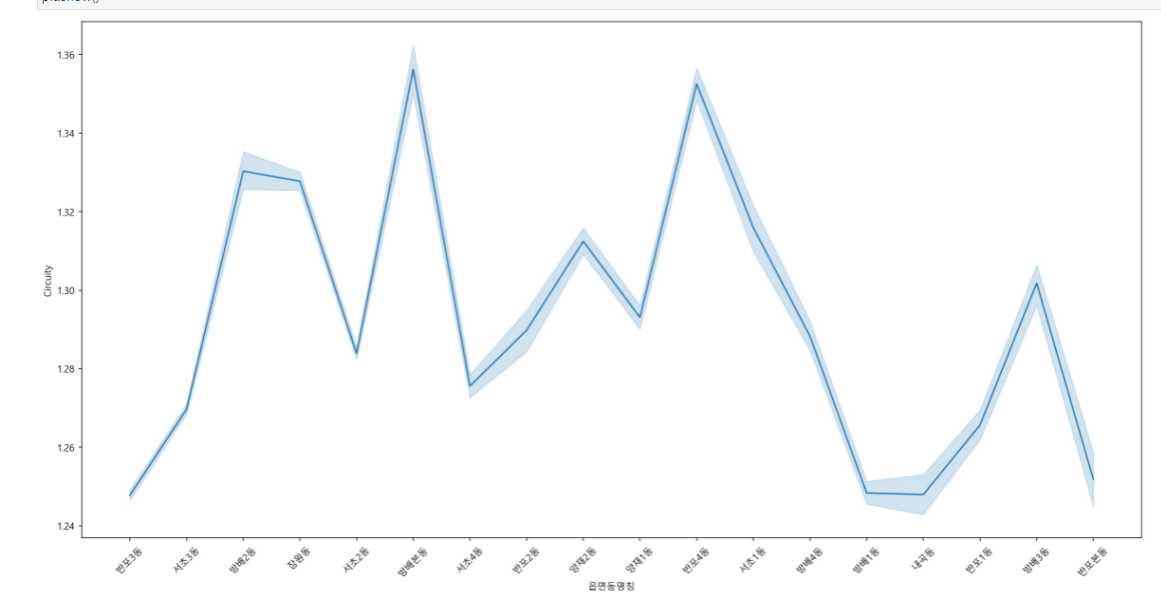 1.36
1.34
1.32
1.30
1.28
1.26
1.24
Circuity
반포3동
서초3동
방배2동
잠원동
서초2동
방배본동
서초4동
반포2동
양재2동
양재1동
반포4동
서초1동
방배4동
방배1동
내곡동
반포1동
방배3동
반포본동
읍면동명칭